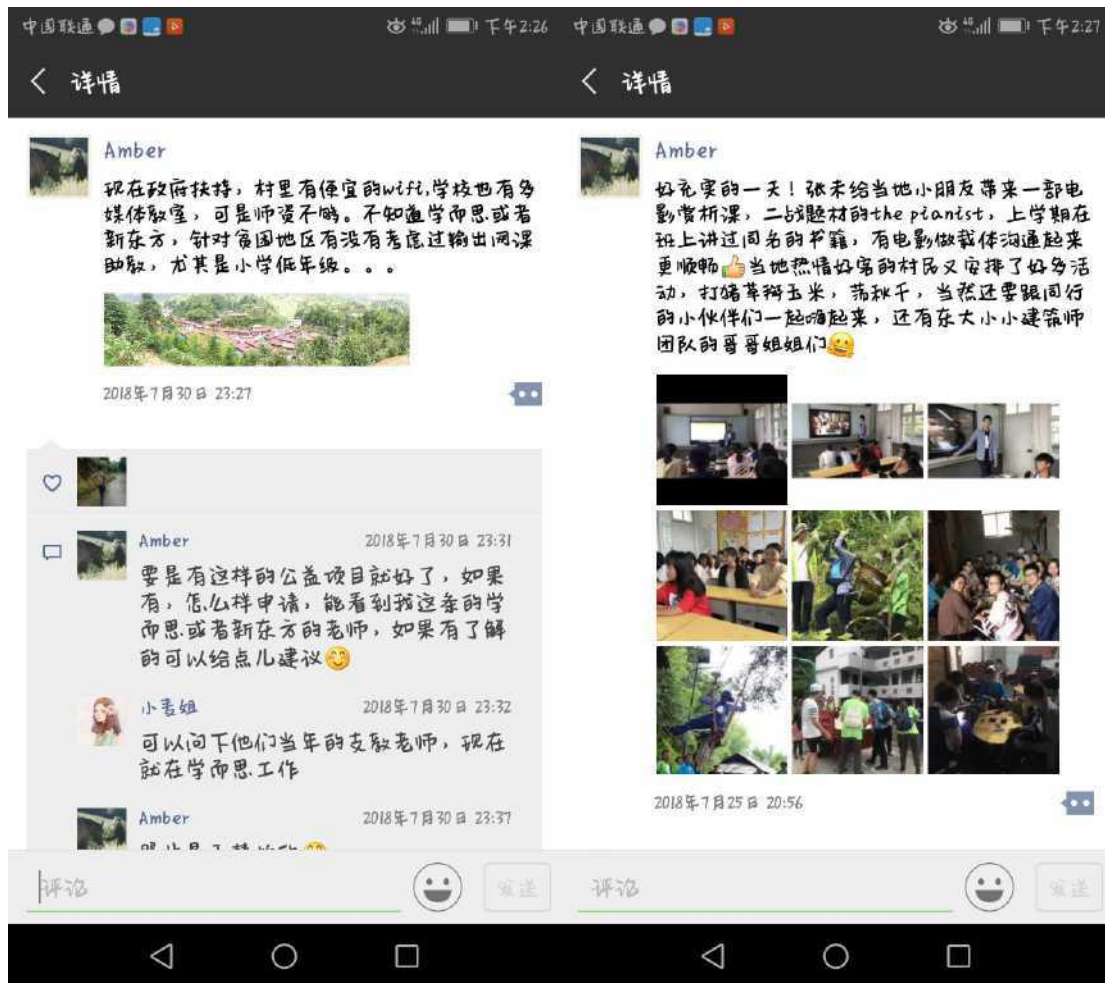 中国联通
下午2:26
详情
Amber
现在政府扶持，村里有便宜的wifi,学校也有多
媒体教室，可是师资不够。不知道学而思或者
新东方，针对贫困地区有没有考虑过输出网课
助教，尤其是小学低年级。。。
2018年7月30日 23:27
Amber
2018年7月30日 23:31
要是有这样的公益项目就好了，如果
有，怎么样申请，能看到我这条的学
而思或者新东方的老师，如果有了解
的可以给点儿建议
小麦姐
2018年7月30日 23:32
可以问下他们当年的支教老师，现在
就在学而思工作
Amber
2018年7月30日 23:37
评论
发送
中国联通
下午2:27
详情
Amber
好充实的一天！张未给当地小朋友带来一部电
影赏析课，二战题材的the pianist，上学期在
班上讲过同名的书籍，有电影做载体沟通起来
更顺畅当地热情好客的村民又安排了好多活
动，打猪草掰玉米，荡秋千，当然还要跟同行
的小伙伴们一起嗨起来，还有东大小小建筑师
团队的哥哥姐姐们
2018年7月25日 20:56
评论
发送